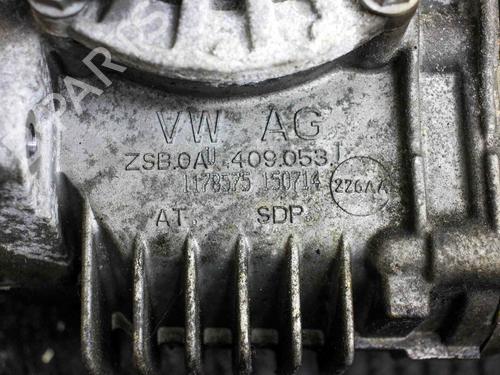 VW AG
ZSB.0AV 409.053
1178575 150714 226AA
AT SDP